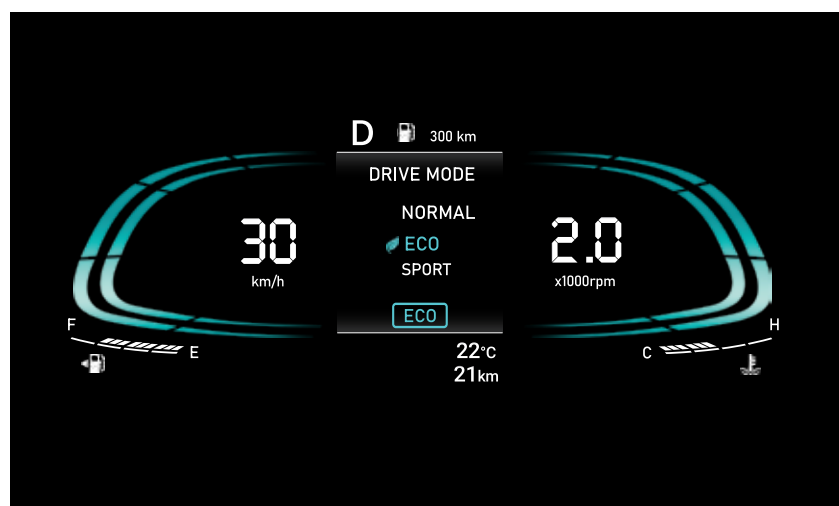 D 300 km
DRIVE MODE
NORMAL
ECO
SPORT
30
km/h
2.0
x1000rpm
ECO
F
E
C
H
22°C
21km